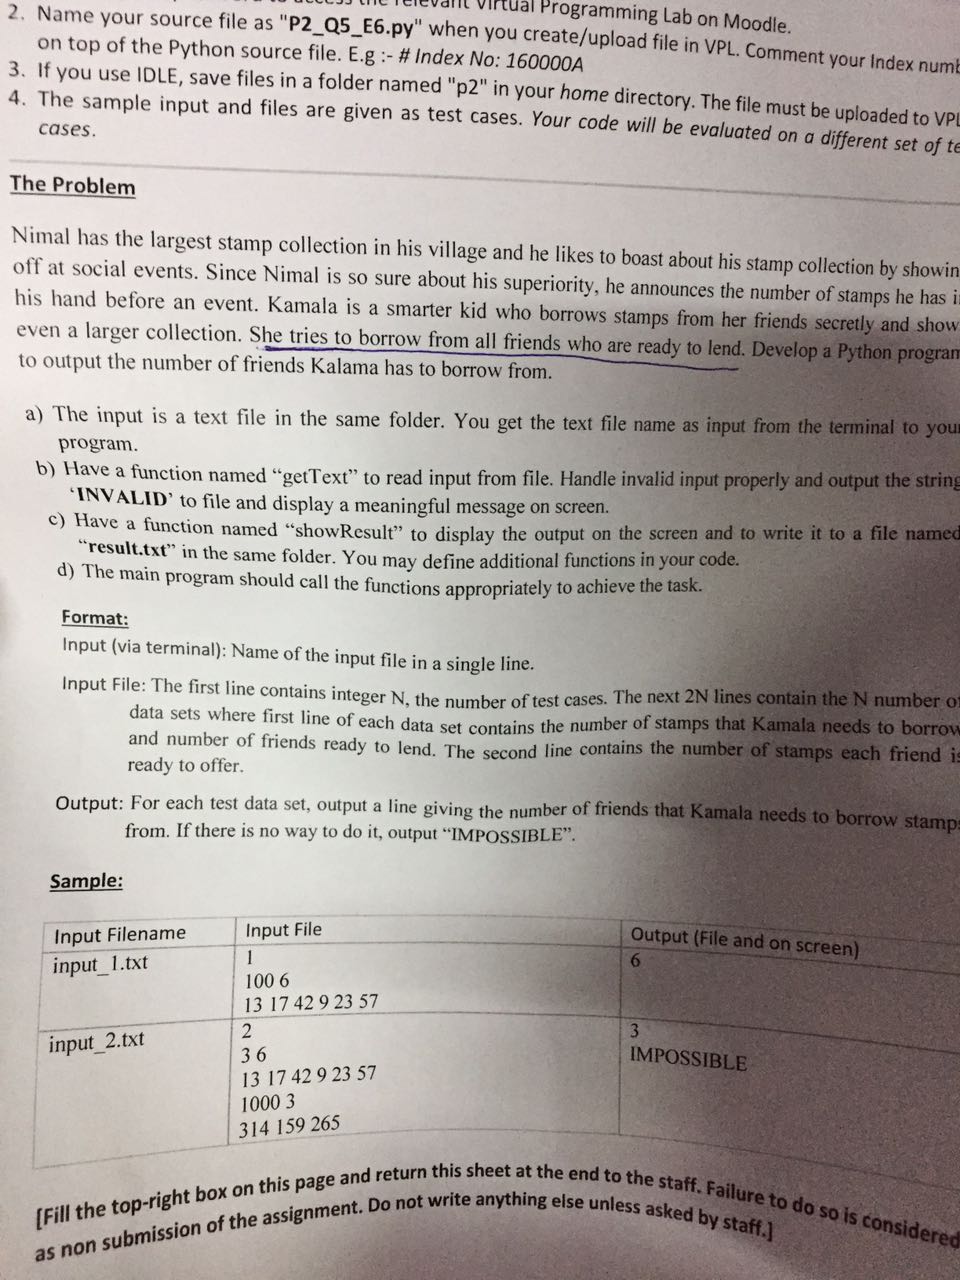 relevant Virtual Programming Lab on Moodle.
2. Name your source file as "P2_Q5_E6.py" when you create/upload file in VPL. Comment your Index
on top of the Python source file. E.g :- # Index No: 160000A
3. If you use IDLE, save files in a folder named "p2" in your home directory. The file must be uploaded to
4. The sample input and files are given as test cases. Your code will be evaluated on a different set of
cases.
The Problem
Nimal has the largest stamp collection in his village and he likes to boast about his stamp collection by showin
off at social events. Since Nimal is so sure about his superiority, he announces the number of stamps he has
his hand before an event. Kamala is a smarter kid who borrows stamps from her friends secretly and show
even a larger collection. She tries to borrow from all friends who are ready to lend. Develop a Python program
to output the number of friends Kalama has to borrow from.
a) The input is a text file in the same folder. You get the text file name as input from the terminal to your
program.
b) Have a function named “getText” to read input from file. Handle invalid input properly and output the string
‘INVALID’ to file and display a meaningful message on screen.
c) Have a function named “showResult” to display the output on the screen and to write it to a file named
“result.txt” in the same folder. You may define additional functions in your code.
d) The main program should call the functions appropriately to achieve the task.
Format:
Input (via terminal): Name of the input file in a single line.
Input File: The first line contains integer N, the number of test cases. The next 2N lines contain the N number of
data sets where first line of each data set contains the number of stamps that Kamala needs to borrow
and number of friends ready to lend. The second line contains the number of stamps each friend is
ready to offer.
Output: For each test data set, output a line giving the number of friends that Kamala needs to borrow stamps
from. If there is no way to do it, output “IMPOSSIBLE”.
Sample:
Input Filename Input File Output (File and on screen)
input_1.txt 1 6
100 6
13 17 42 9 23 57
input_2.txt 2 3
3 6 IMPOSSIBLE
13 17 42 9 23 57
1000 3
314 159 265
[Fill the top-right box on this page and return this sheet at the end to the staff. Failure to do so is considered
as non submission of the assignment. Do not write anything else unless asked by staff.]